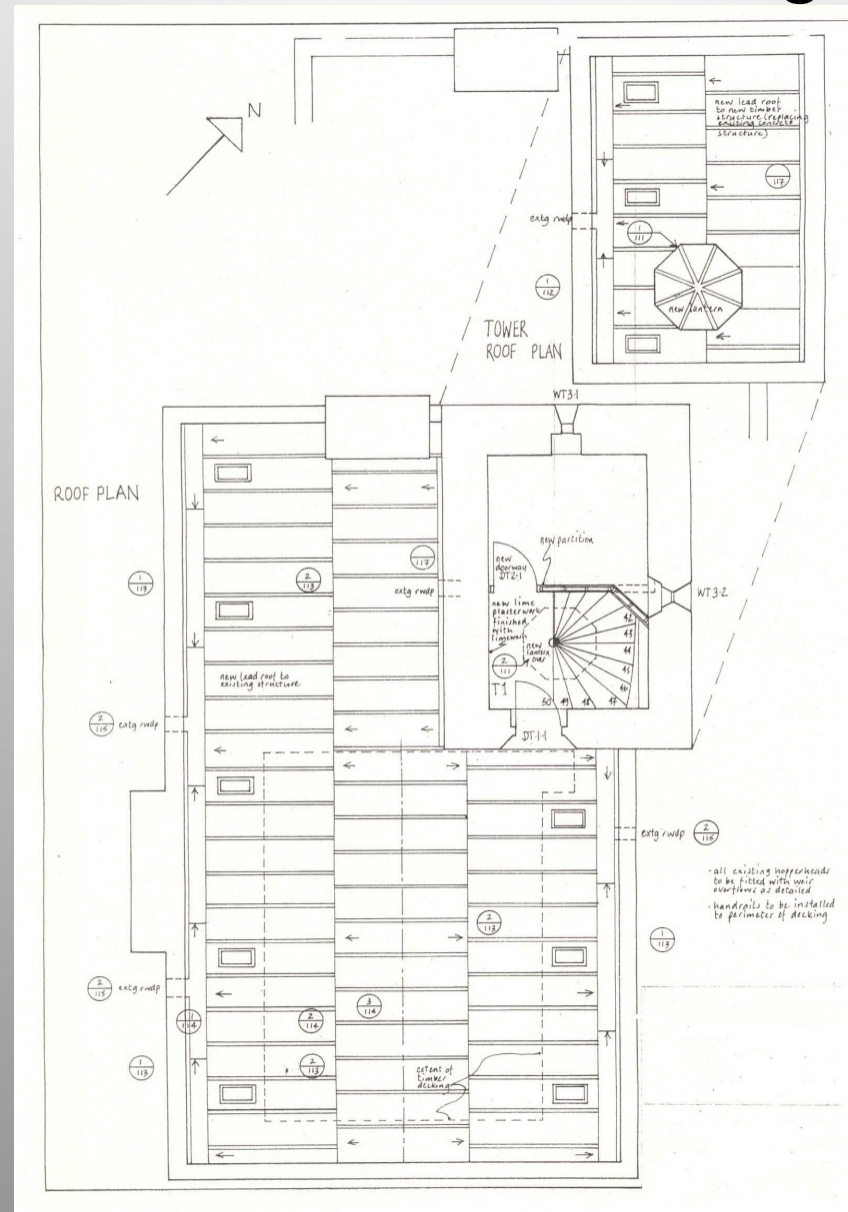 N
new lead roof
to new timber
structure (replacing
existing concrete
structure)
1
117
extg rwdp
1
111
1
112
new lantern
TOWER
ROOF PLAN
WT3·1
ROOF PLAN
new partition
new
doorway
DT2·1
1
113
2
113
1
117
extg rwdp
WT3·2
new lime
plasterwork
finished
with
limewash
new
lantern
over
2
111
T1
42
43
44
45
46
47
48
49
50
new lead roof to
existing structure
2
115
extg rwdp
DT·1·1
extg rwdp
2
115
· all existing hopperheads
to be fitted with weir
overflows as detailed
· handrails to be installed
to perimeter of decking
2
113
1
113
2
115
extg rwdp
1
114
2
114
3
114
1
113
2
113
extent of
timber
decking